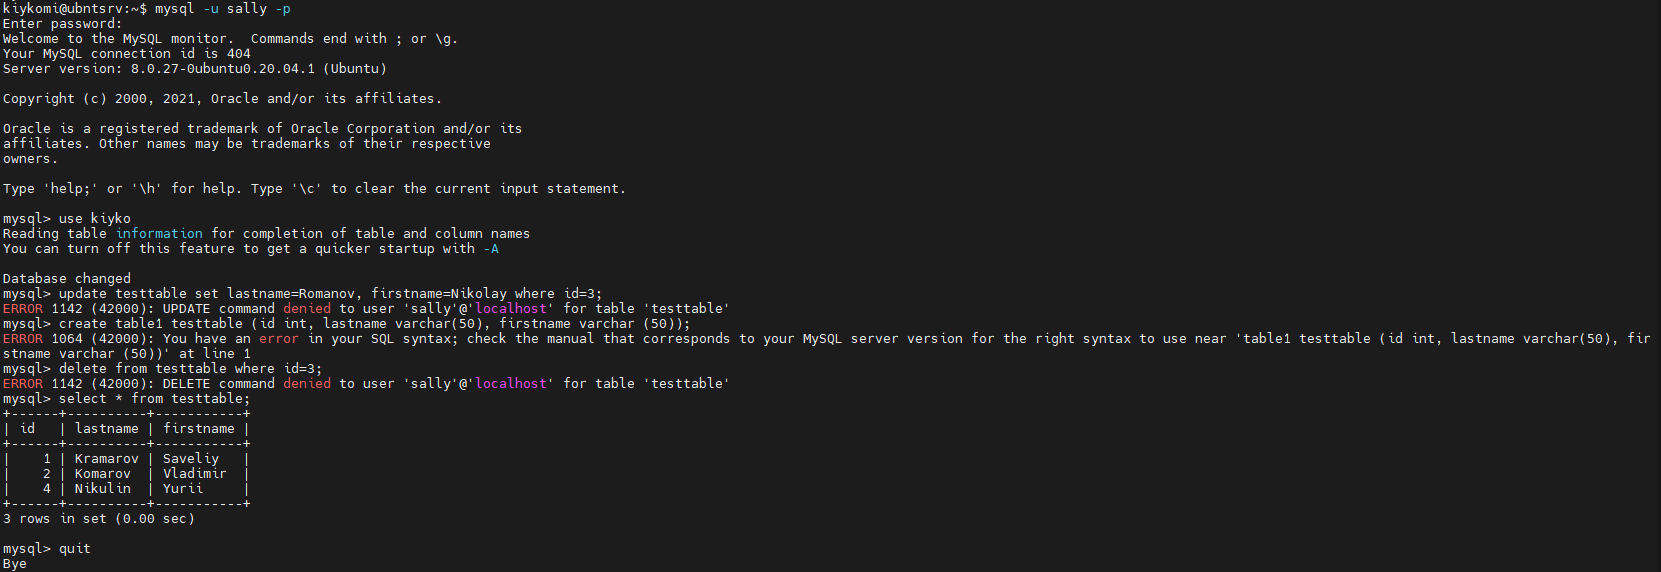 kiykomi@ubntsrv:~$ mysql -u sally -p
Enter password:
Welcome to the MySQL monitor.  Commands end with ; or \g.
Your MySQL connection id is 404
Server version: 8.0.27-0ubuntu0.20.04.1 (Ubuntu)

Copyright (c) 2000, 2021, Oracle and/or its affiliates.

Oracle is a registered trademark of Oracle Corporation and/or its
affiliates. Other names may be trademarks of their respective
owners.

Type 'help;' or '\h' for help. Type '\c' to clear the current input statement.

mysql> use kiyko
Reading table information for completion of table and column names
You can turn off this feature to get a quicker startup with -A

Database changed
mysql> update testtable set lastname=Romanov, firstname=Nikolay where id=3;
ERROR 1142 (42000): UPDATE command denied to user 'sally'@'localhost' for table 'testtable'
mysql> create table1 testtable (id int, lastname varchar(50), firstname varchar (50));
ERROR 1064 (42000): You have an error in your SQL syntax; check the manual that corresponds to your MySQL server version for the right syntax to use near 'table1 testtable (id int, lastname varchar(50), fir
stname varchar (50))' at line 1
mysql> delete from testtable where id=3;
ERROR 1142 (42000): DELETE command denied to user 'sally'@'localhost' for table 'testtable'
mysql> select * from testtable;
+------+----------+-----------+
| id   | lastname | firstname |
+------+----------+-----------+
|    1 | Kramarov | Saveliy   |
|    2 | Komarov  | Vladimir  |
|    4 | Nikulin  | Yurii     |
+------+----------+-----------+
3 rows in set (0.00 sec)

mysql> quit
Bye